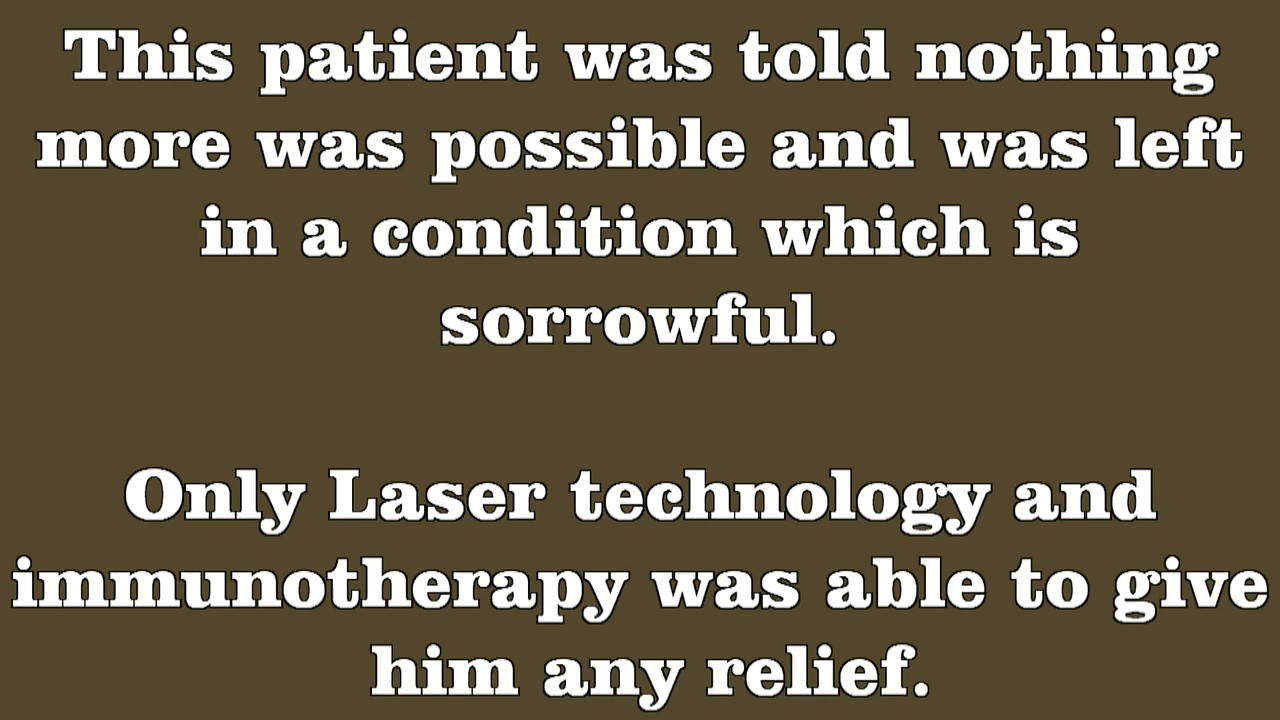 This patient was told nothing
more was possible and was left
in a condition which is
sorrowful.
Only Laser technology and
immunotherapy was able to give
him any relief.